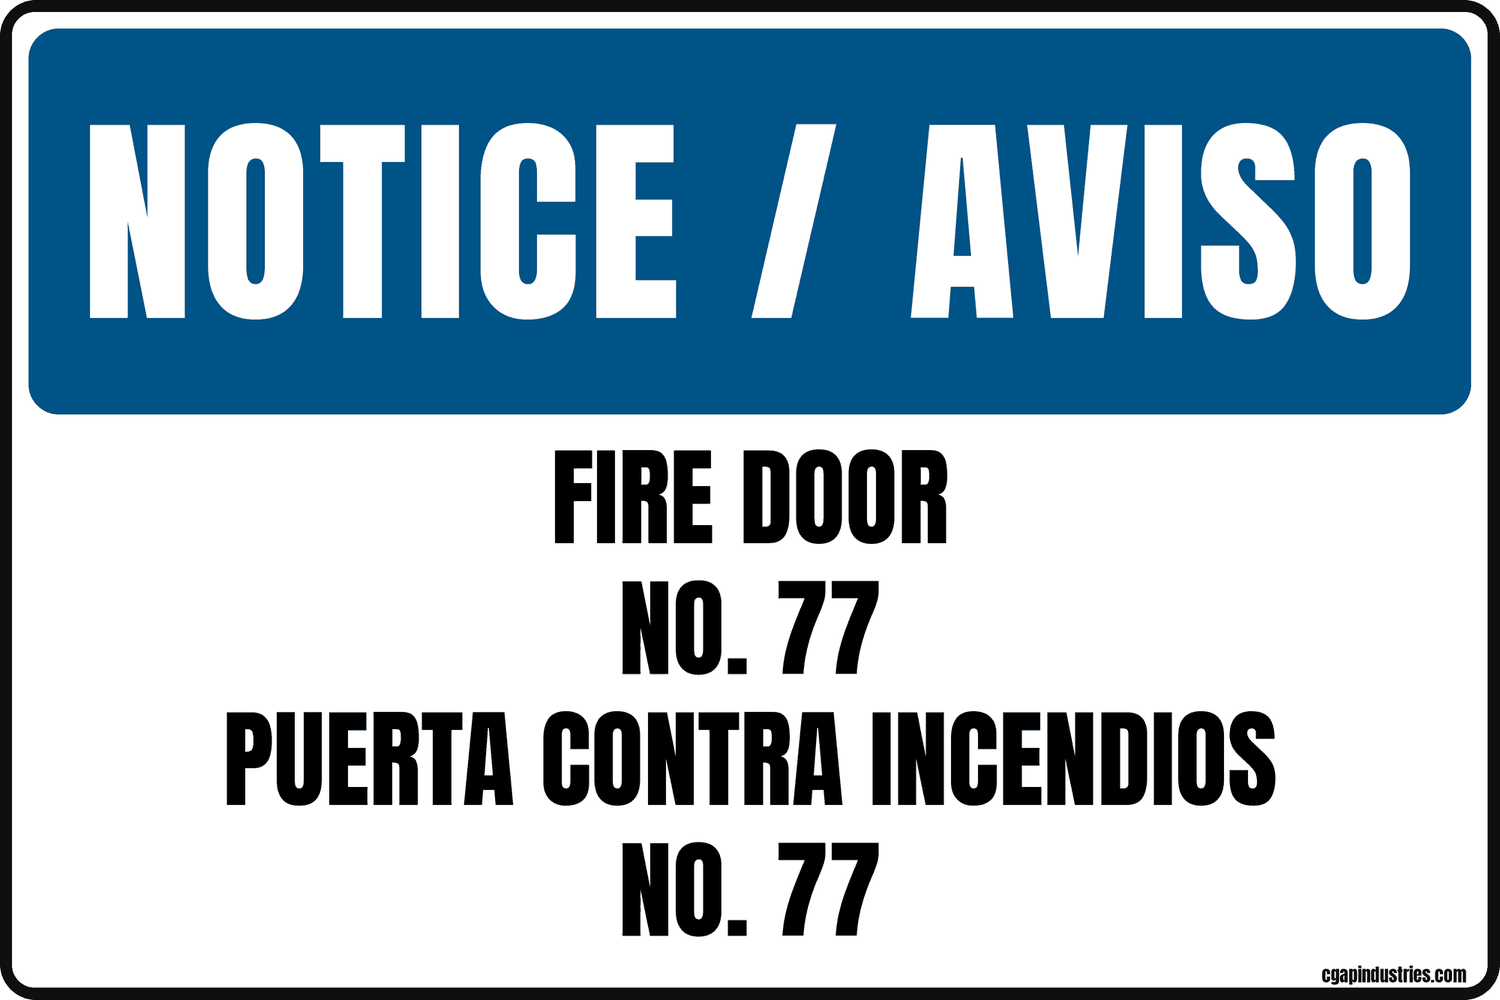 NOTICE / AVISO
FIRE DOOR
NO. 77
PUERTA CONTRA INCENDIOS
NO. 77
cgapindustries.com